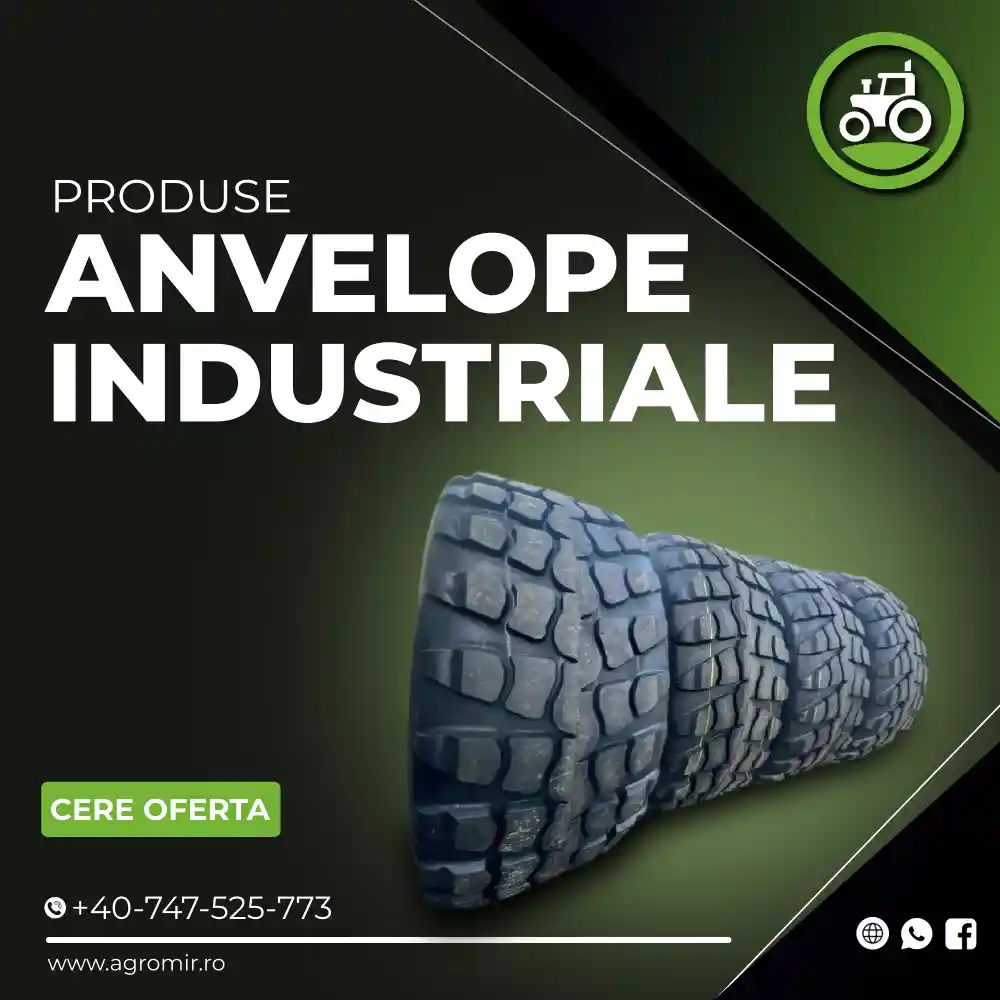 PRODUSE
ANVELOPE
INDUSTRIALE
CERE OFERTA
+40-747-525-773
www.agromir.ro